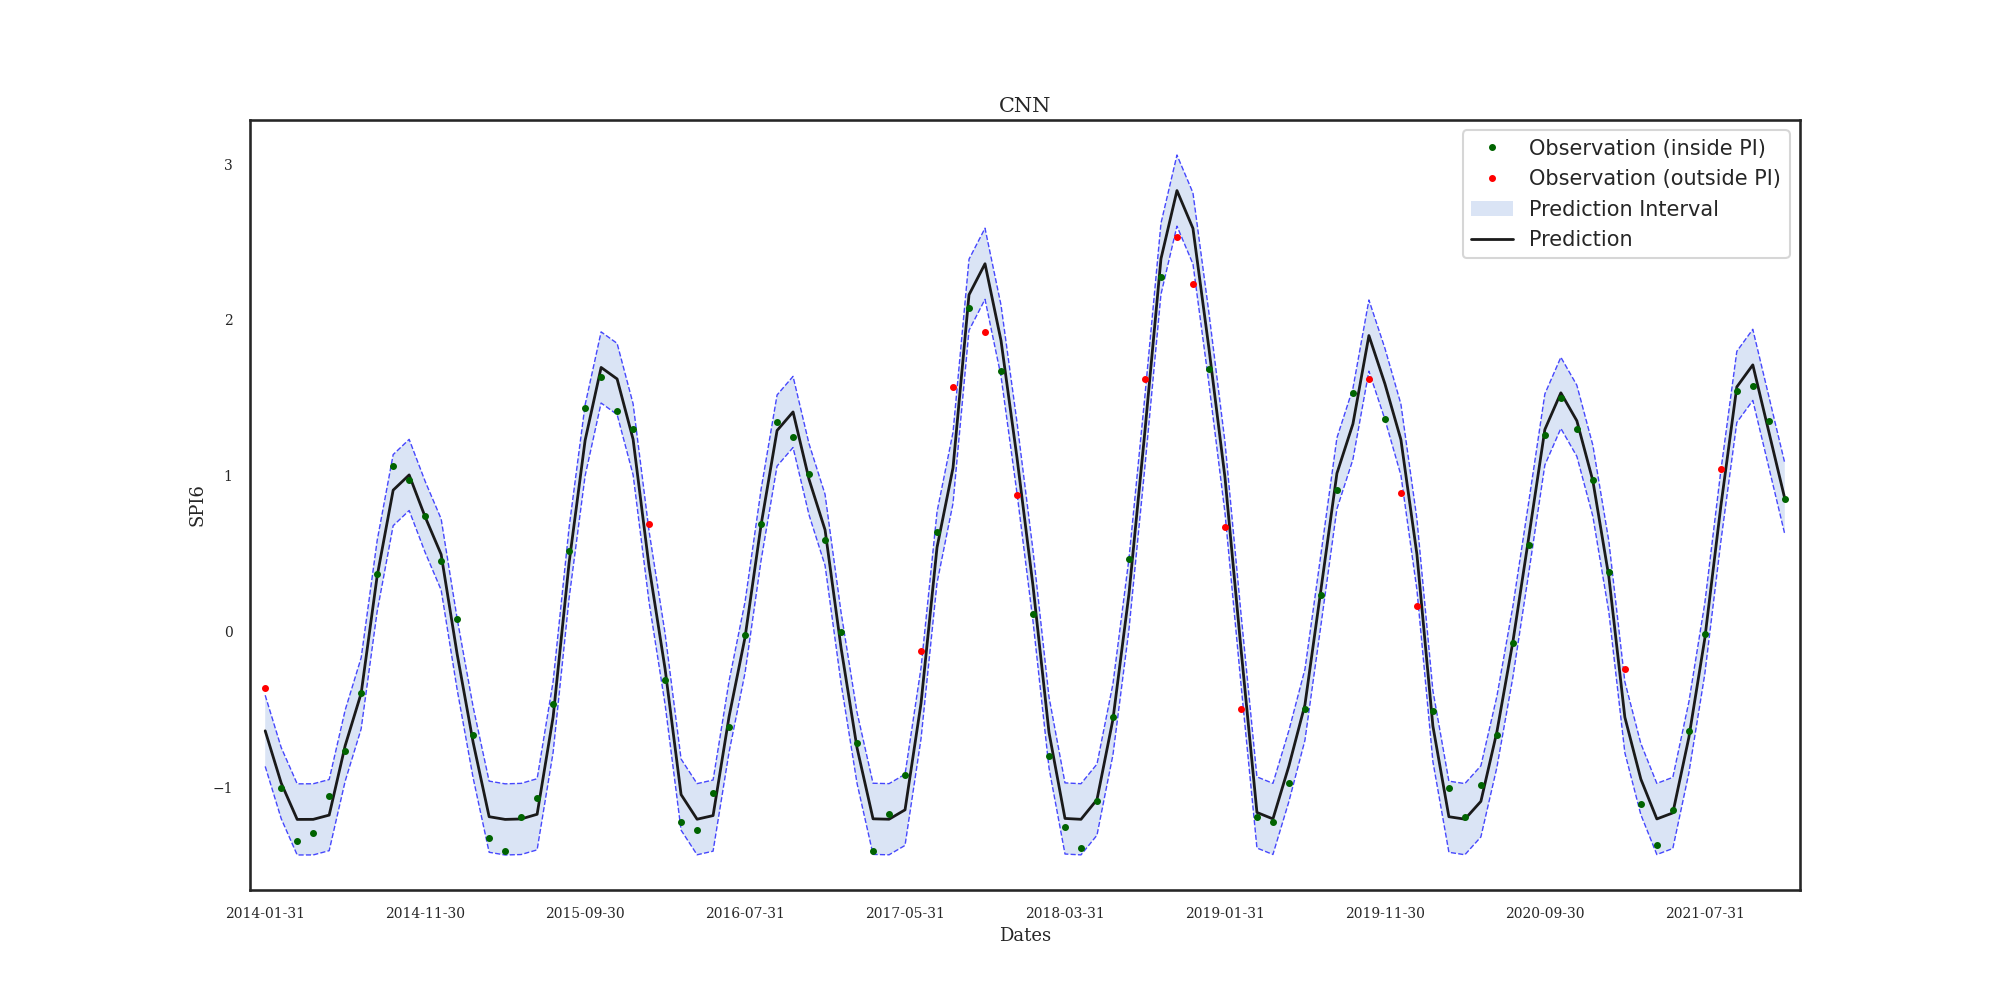 CNN
Observation (inside PI)
Observation (outside PI)
Prediction Interval
Prediction
3
2
1
0
−1
SPI6
2014-01-31 2014-11-30 2015-09-30 2016-07-31 2017-05-31 2018-03-31 2019-01-31 2019-11-30 2020-09-30 2021-07-31
Dates